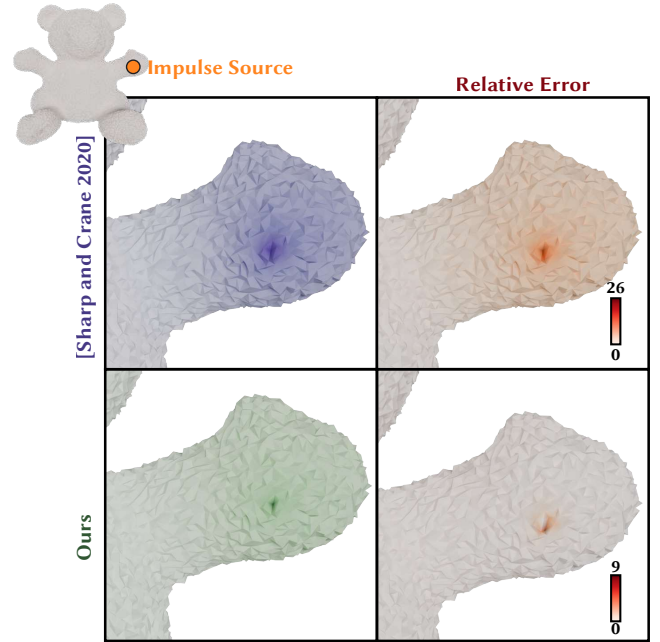 Impulse Source
Relative Error
[Sharp and Crane 2020]
26
0
Ours
9
0